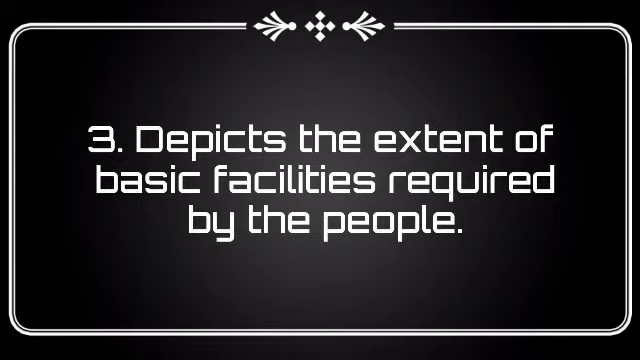 3. Depicts the extent of
basic facilities required
by the people.